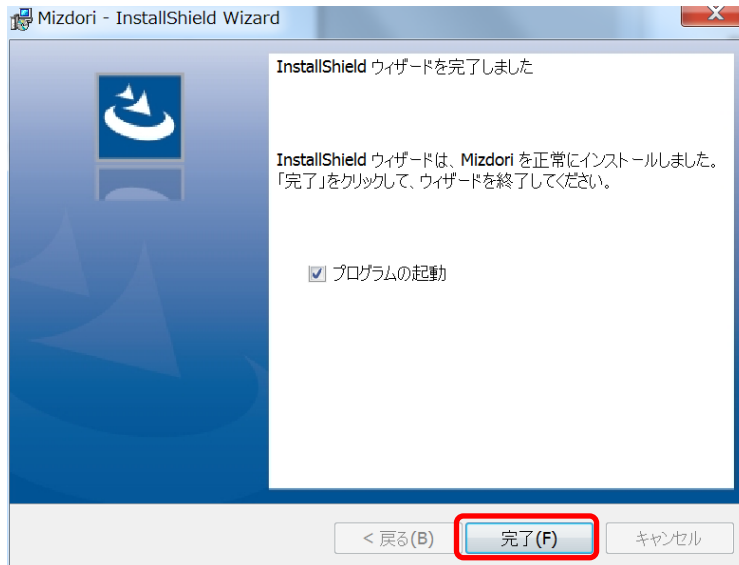 Mizdori - InstallShield Wizard
InstallShield ウィザードを完了しました
InstallShield ウィザードは、Mizdori を正常にインストールしました。
「完了」をクリックして、ウィザードを終了してください。
プログラムの起動
< 戻る(B) 完了(F) キャンセル